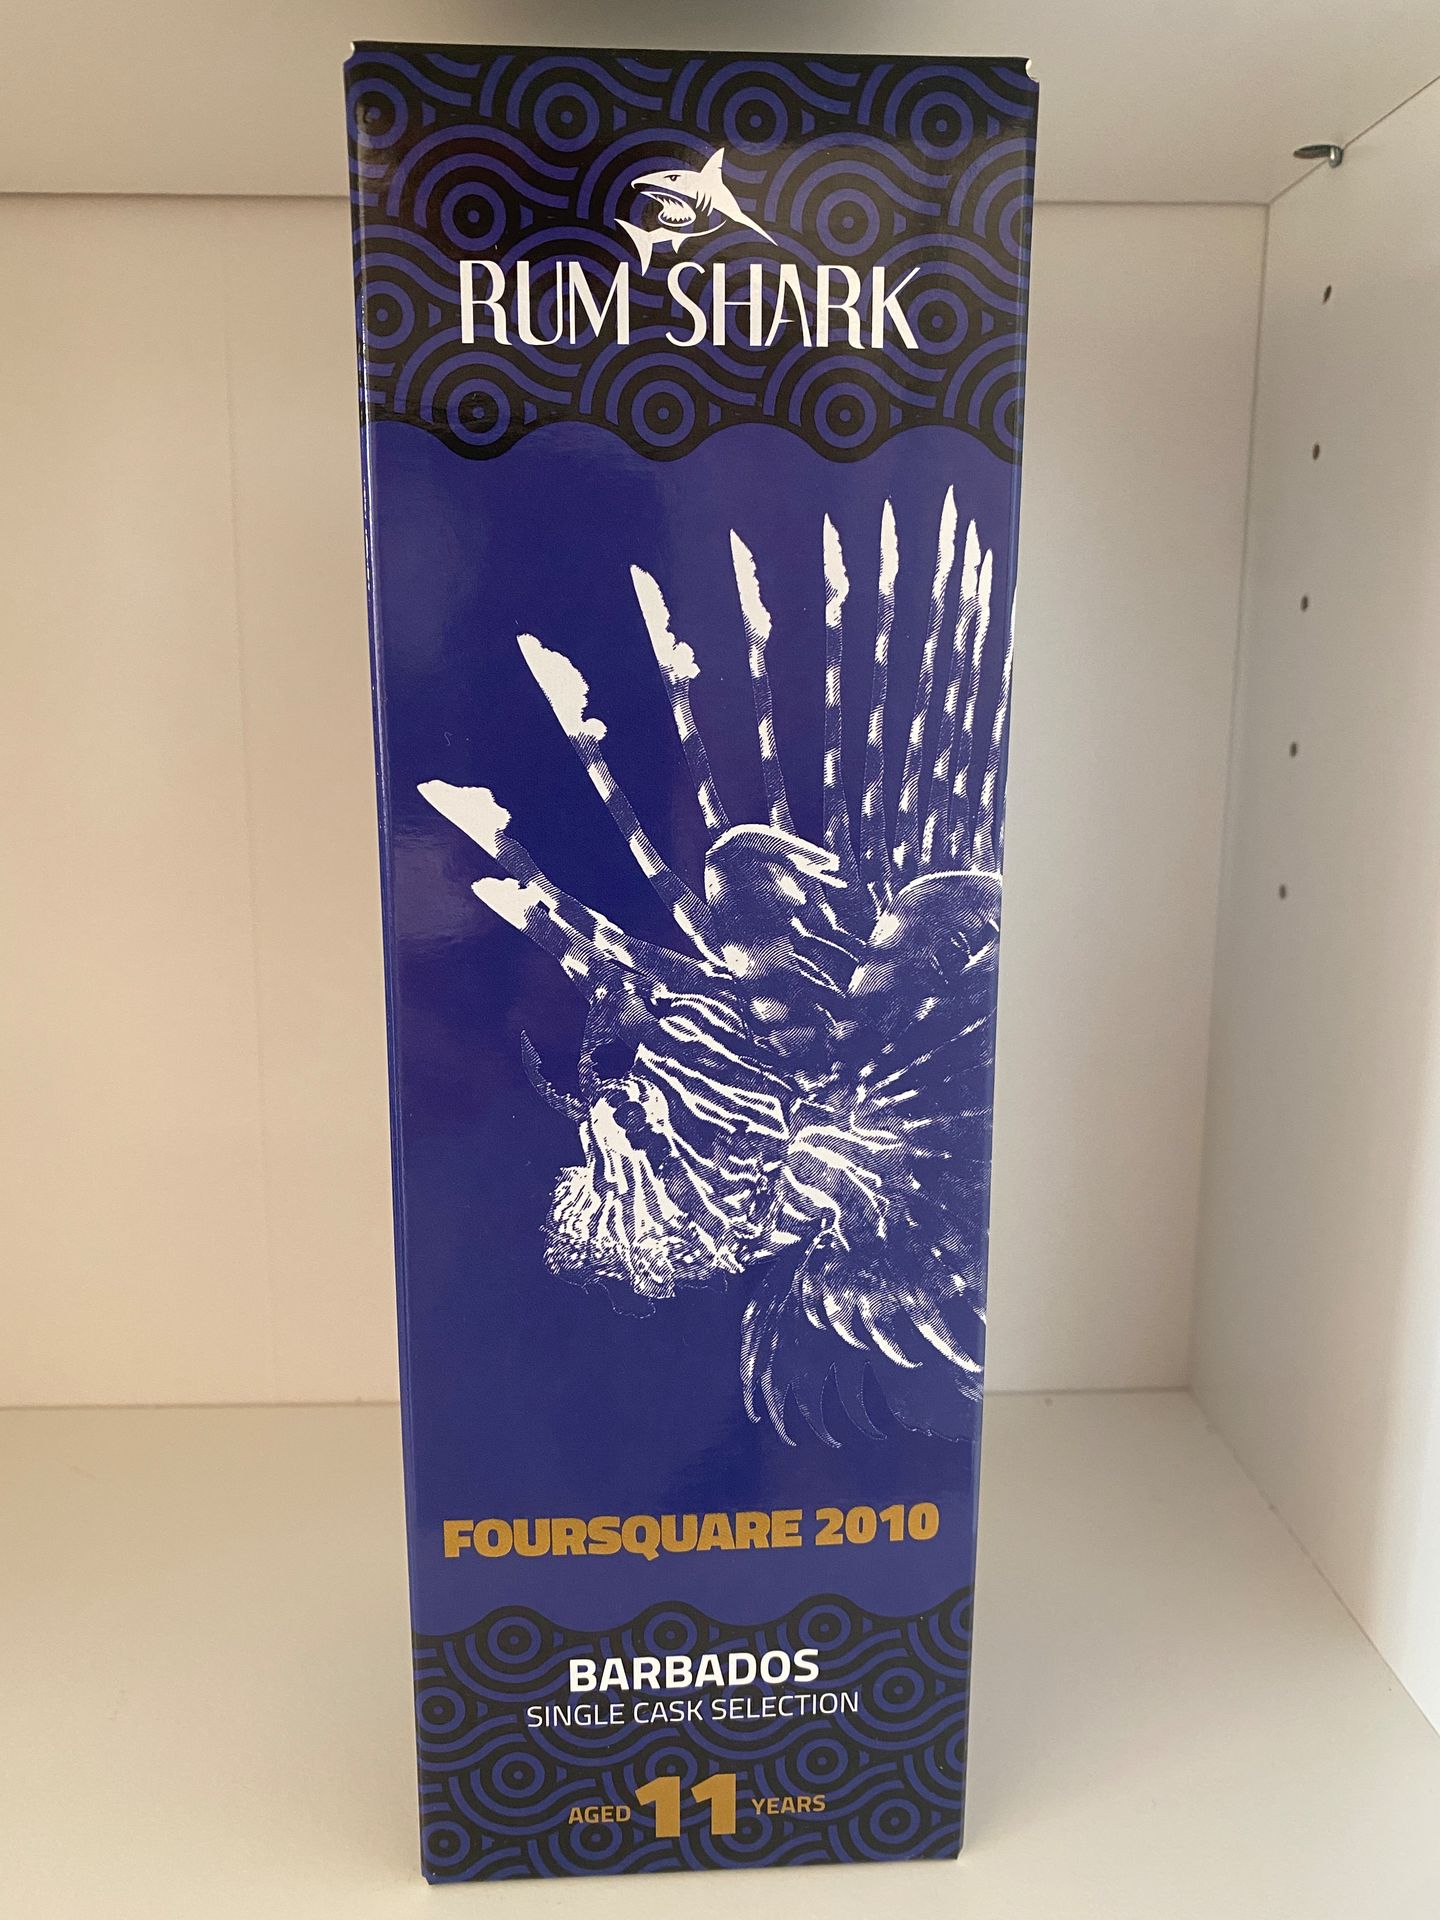 RUM SHARK
FOURSQUARE 2010
BARBADOS
SINGLE CASK SELECTION
AGED 11 YEARS